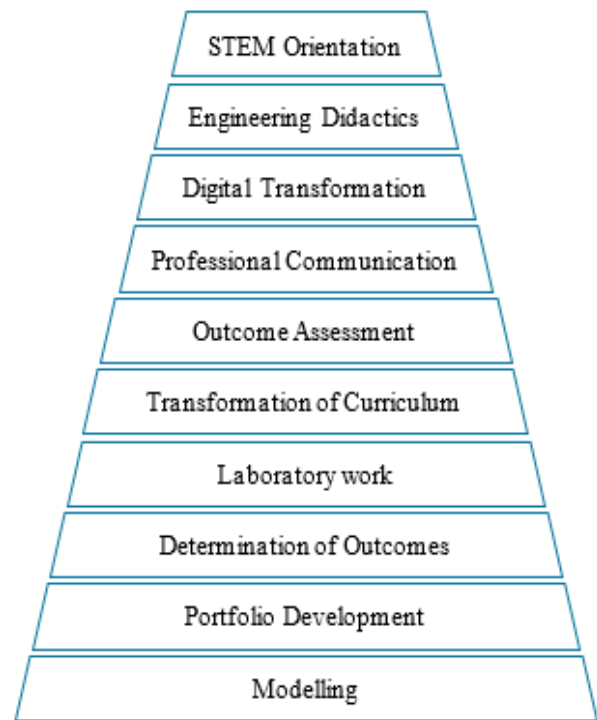 STEM Orientation
Engineering Didactics
Digital Transformation
Professional Communication
Outcome Assessment
Transformation of Curriculum
Laboratory work
Determination of Outcomes
Portfolio Development
Modelling